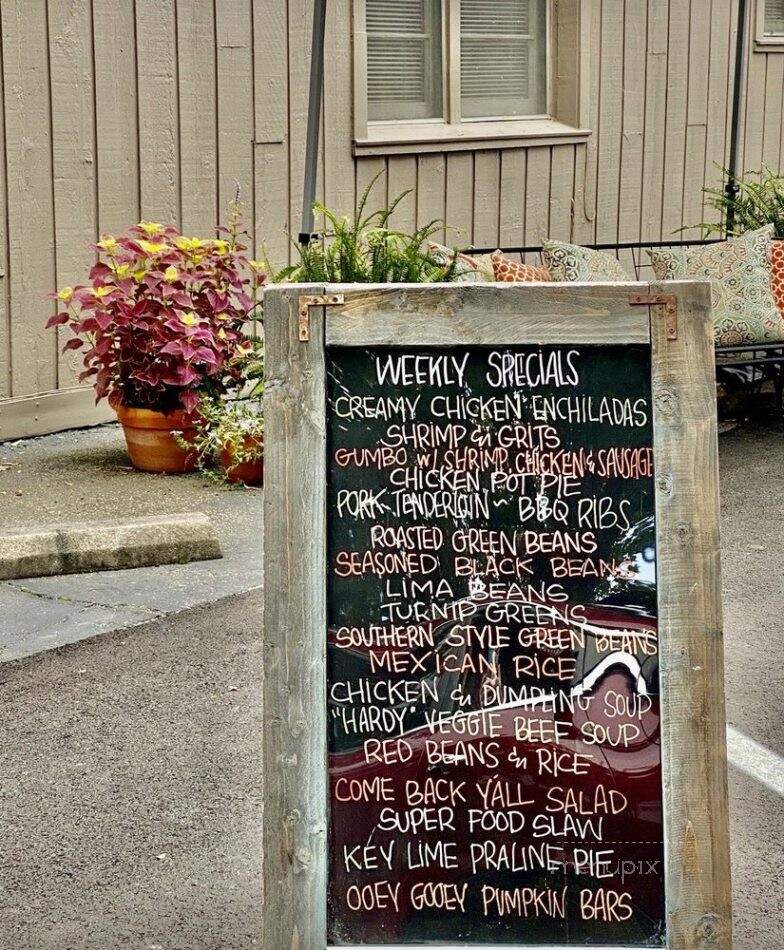 WEEKLY SPECIALS
CREAMY CHICKEN ENCHILADAS
SHRIMP & GRITS
GUMBO W/ SHRIMP, CHICKEN & SAUSAGE
CHICKEN POT PIE
PORK TENDERLOIN ~ BBQ RIBS
ROASTED GREEN BEANS
SEASONED BLACK BEANS
LIMA BEANS
TURNIP GREENS
SOUTHERN STYLE GREEN BEANS
MEXICAN RICE
CHICKEN & DUMPLING SOUP
"HARDY" VEGGIE BEEF SOUP
RED BEANS & RICE
COME BACK Y'ALL SALAD
SUPER FOOD SLAW
KEY LIME PRALINE PIE
OOEY GOOEY PUMPKIN BARS
menupix